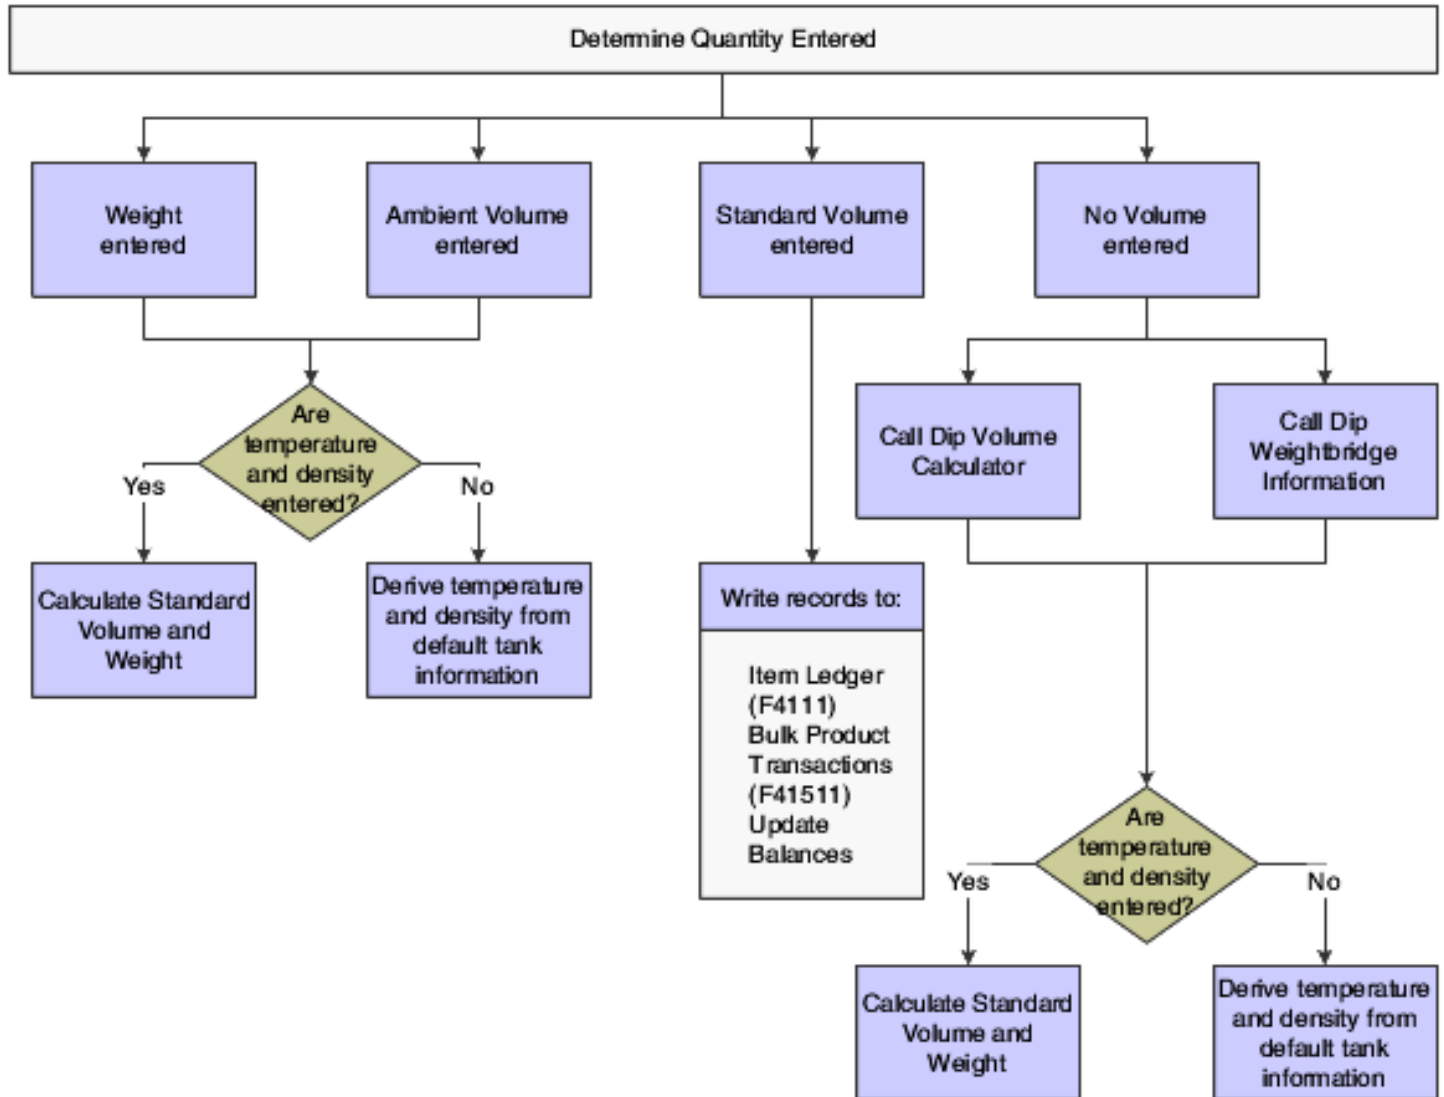 Determine Quantity Entered
Weight
entered
Ambient Volume
entered
Standard Volume
entered
No Volume
entered
Are
temperature
and density
entered?
Yes
No
Call Dip Volume
Calculator
Call Dip
Weightbridge
Information
Calculate Standard
Volume and
Weight
Derive temperature
and density from
default tank
information
Write records to:
Item Ledger
(F4111)
Bulk Product
Transactions
(F41511)
Update
Balances
Are
temperature
and density
entered?
Yes
No
Calculate Standard
Volume and
Weight
Derive temperature
and density from
default tank
information